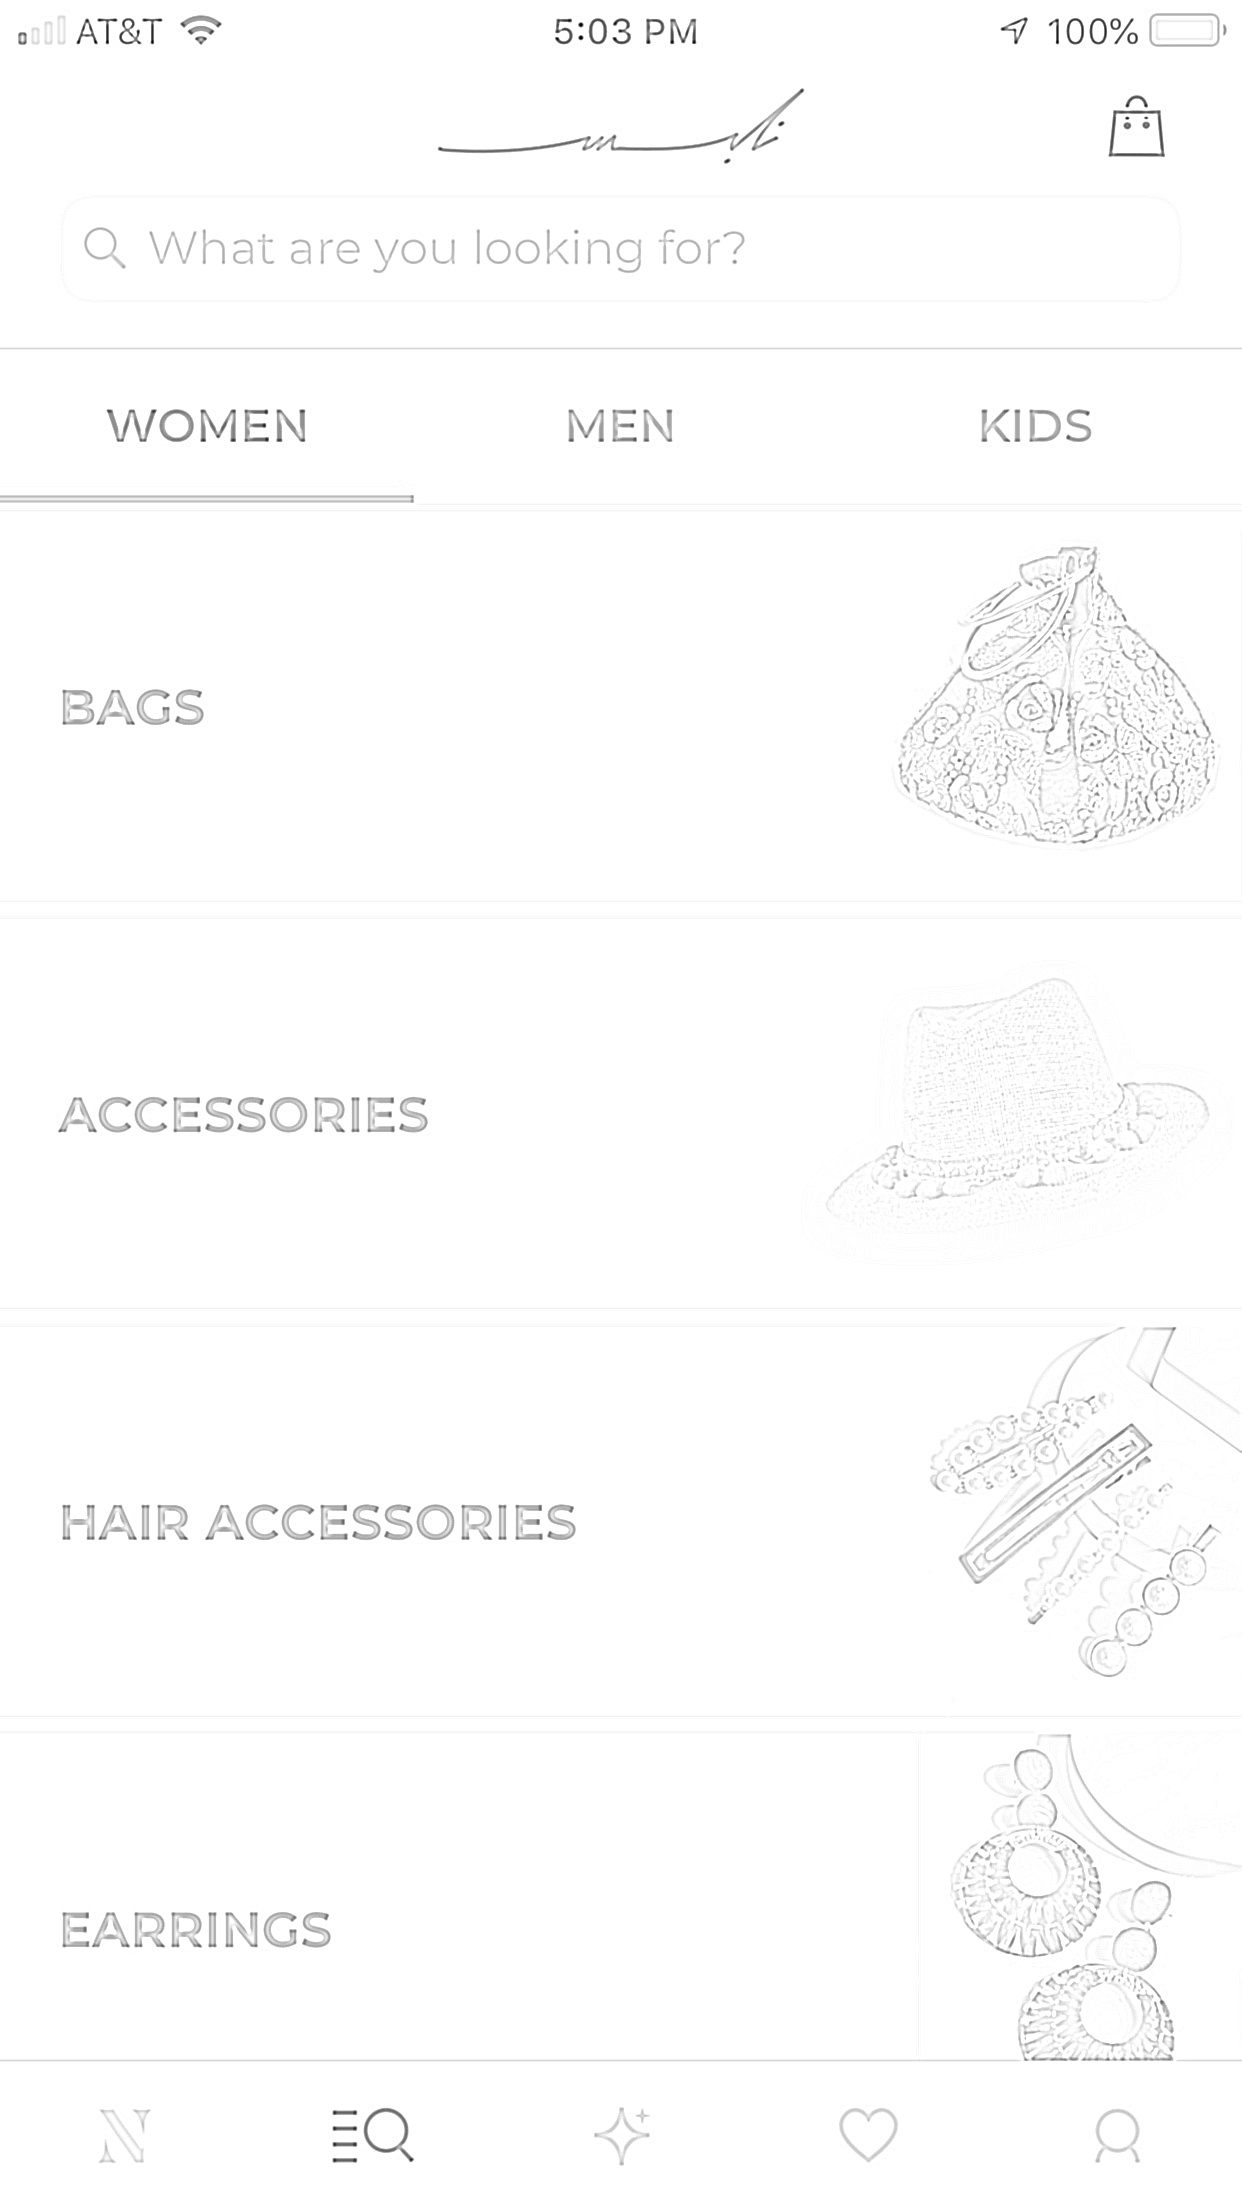 AT&T 5:03 PM 100%
What are you looking for?
WOMEN MEN KIDS
BAGS
ACCESSORIES
HAIR ACCESSORIES
EARRINGS
N